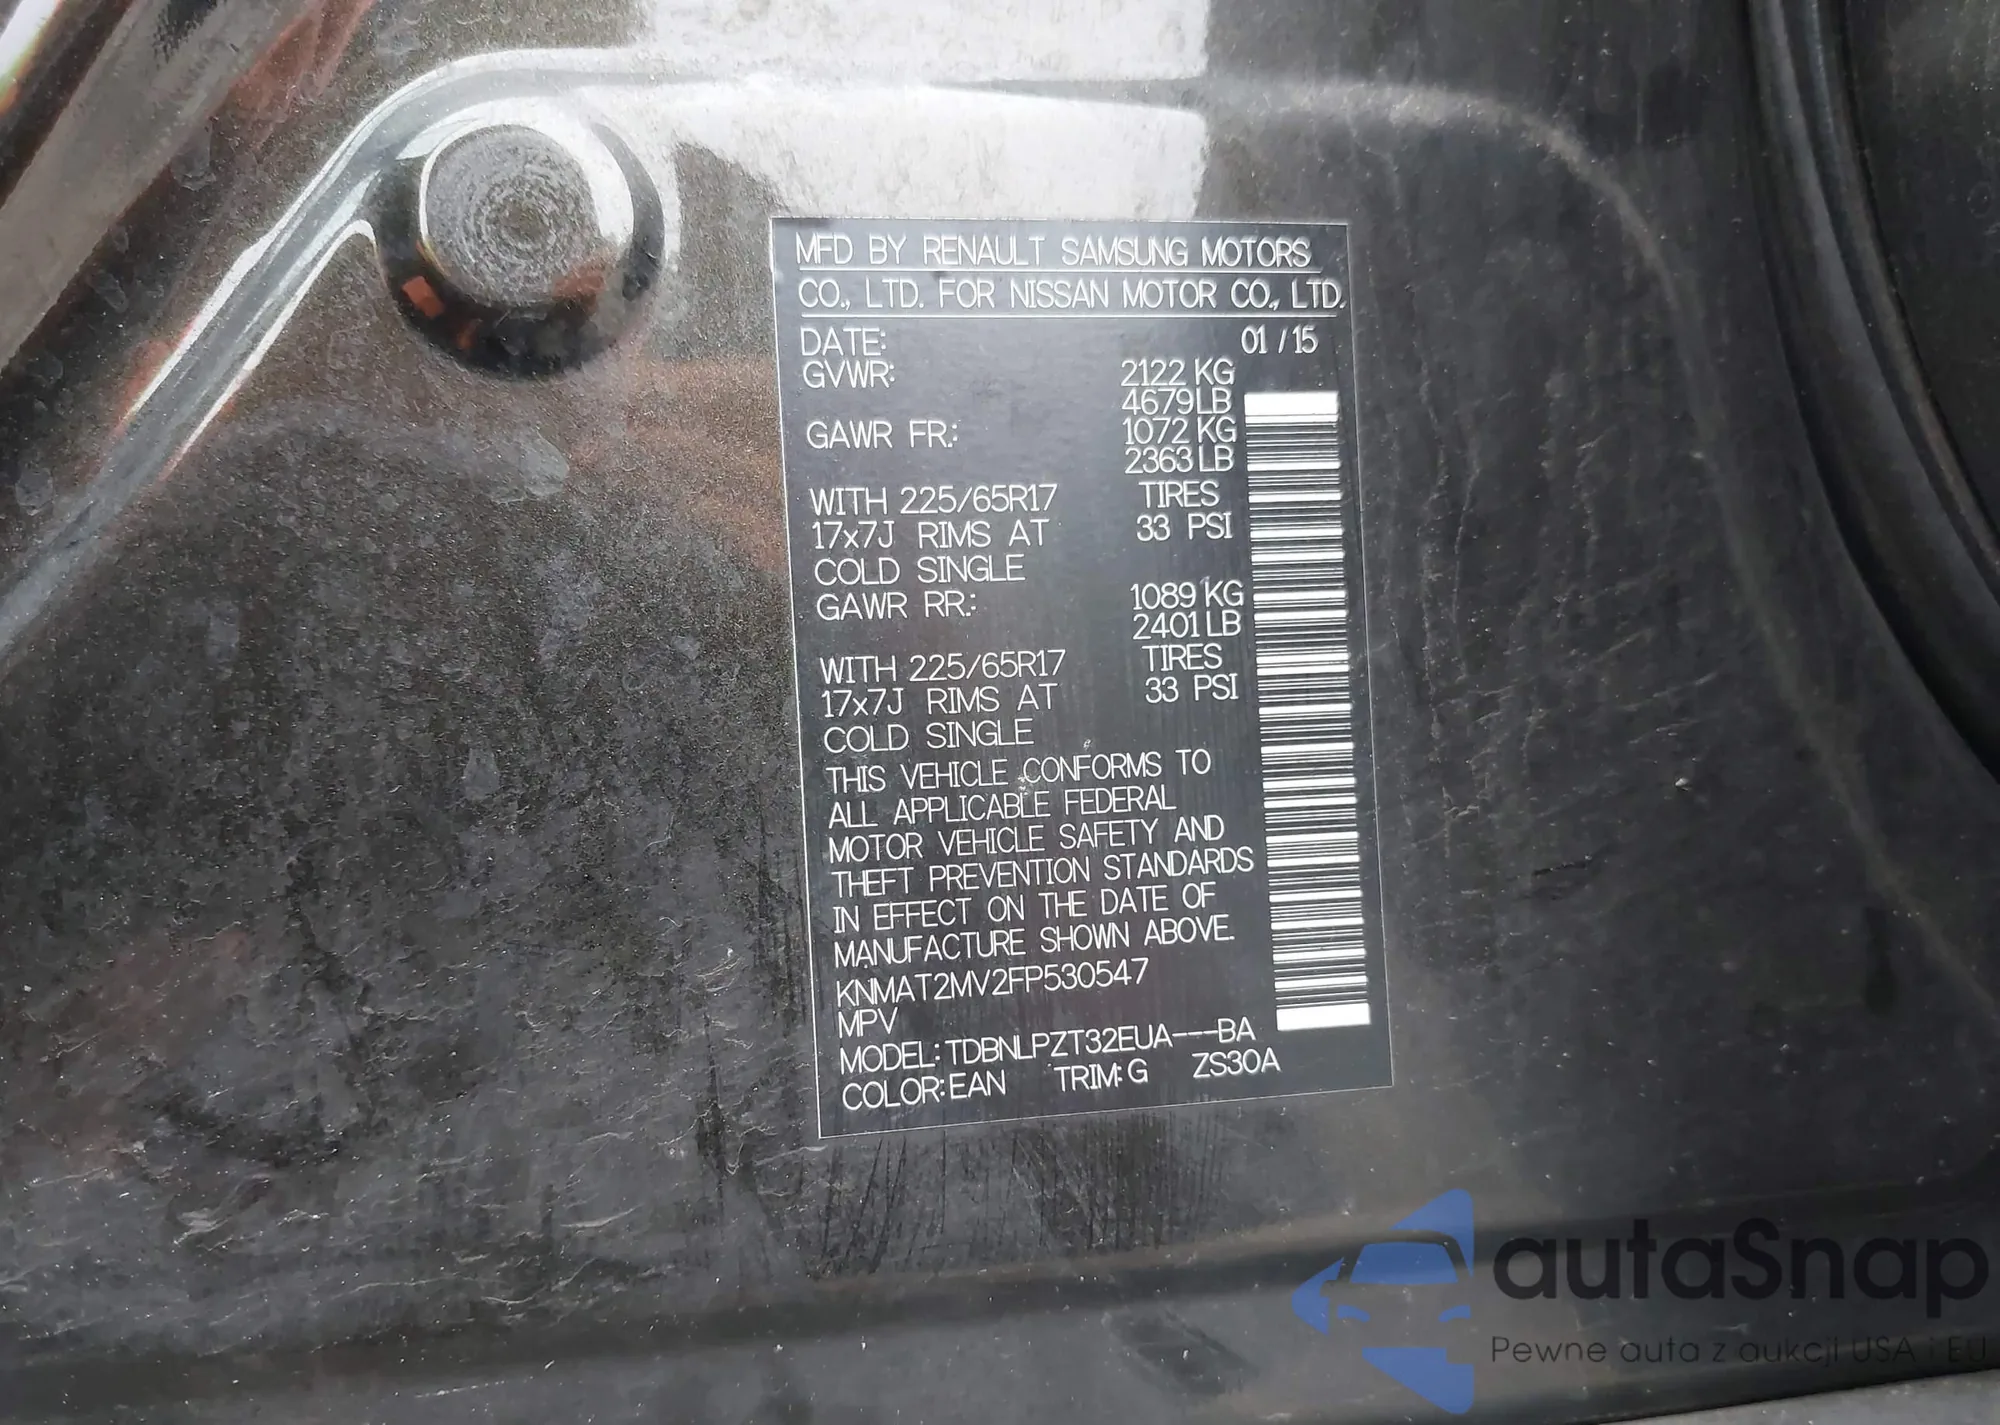 MFD BY RENAULT SAMSUNG MOTORS
CO., LTD. FOR NISSAN MOTOR CO., LTD.
DATE: 01 / 15
GVWR: 2122 KG
4679 LB
GAWR FR.: 1072 KG
2363 LB
WITH 225/65R17 TIRES
17x7J RIMS AT 33 PSI
COLD SINGLE
GAWR RR.: 1089 KG
2401 LB
WITH 225/65R17 TIRES
17x7J RIMS AT 33 PSI
COLD SINGLE
THIS VEHICLE CONFORMS TO
ALL APPLICABLE FEDERAL
MOTOR VEHICLE SAFETY AND
THEFT PREVENTION STANDARDS
IN EFFECT ON THE DATE OF
MANUFACTURE SHOWN ABOVE.
KNMAT2MV2FP530547
MPV
MODEL: TDBNLPZT32EUA---BA
COLOR: EAN TRIM: G ZS30A
autaSnap
Pewne auta z aukcji USA i EU